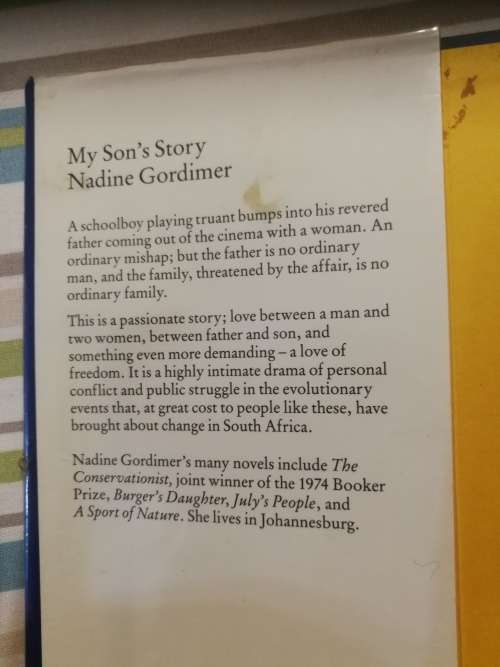 My Son's Story
Nadine Gordimer
A schoolboy playing truant bumps into his revered
father coming out of the cinema with a woman. An
ordinary mishap; but the father is no ordinary
man, and the family, threatened by the affair, is no
ordinary family.
This is a passionate story; love between a man and
two women, between father and son, and
something even more demanding – a love of
freedom. It is a highly intimate drama of personal
conflict and public struggle in the evolutionary
events that, at great cost to people like these, have
brought about change in South Africa.
Nadine Gordimer's many novels include The
Conservationist, joint winner of the 1974 Booker
Prize, Burger's Daughter, July's People, and
A Sport of Nature. She lives in Johannesburg.